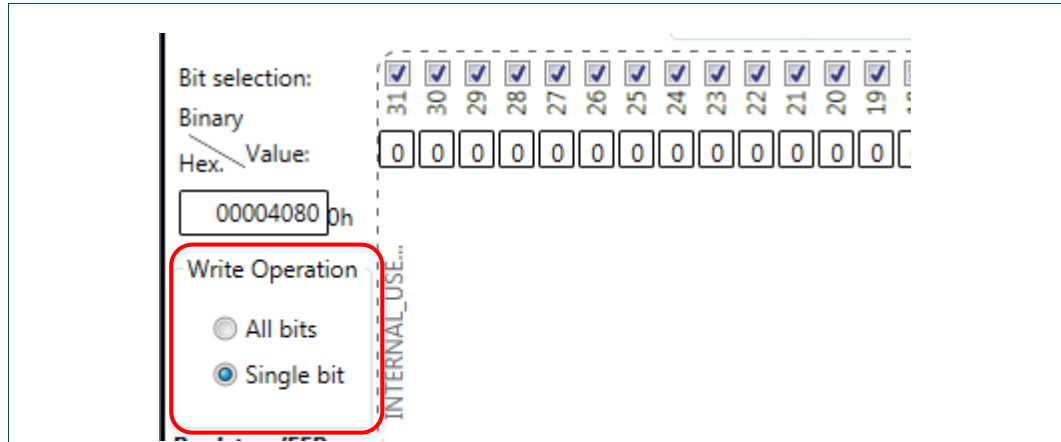 Bit selection:
31 30 29 28 27 26 25 24 23 22 21 20 19
Binary
Hex. Value:
0 0 0 0 0 0 0 0 0 0 0 0 0
00004080 0h
Write Operation
All bits
Single bit
INTERNAL_USE...